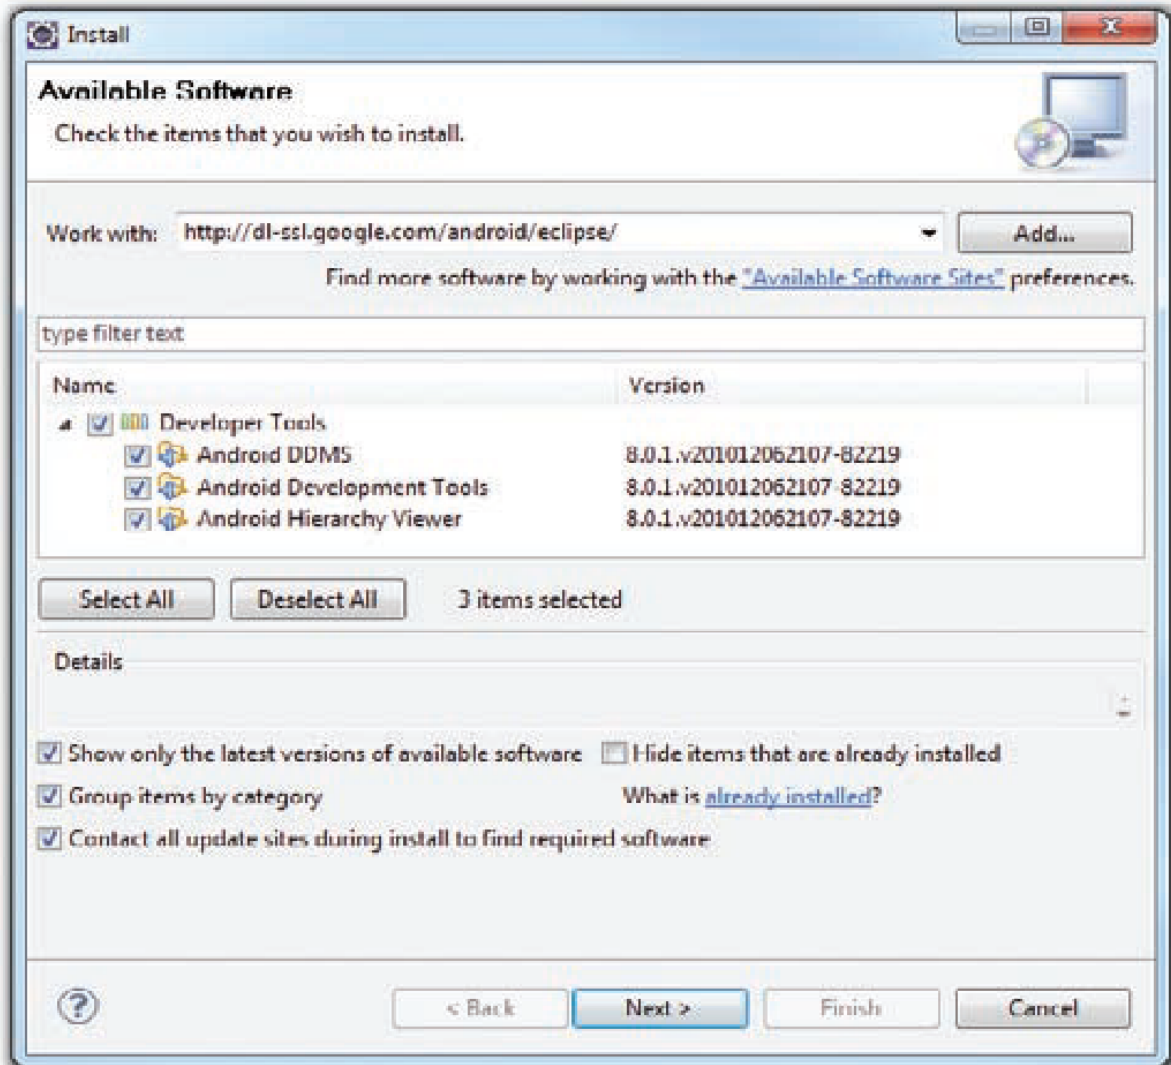 Install
Available Software
Check the items that you wish to install.
Work with: http://dl-ssl.google.com/android/eclipse/ Add...
Find more software by working with the "Available Software Sites" preferences.
type filter text
Name Version
Developer Tools
Android DDMS 8.0.1.v201012062107-82219
Android Development Tools 8.0.1.v201012062107-82219
Android Hierarchy Viewer 8.0.1.v201012062107-82219
Select All Deselect All 3 items selected
Details
Show only the latest versions of available software Hide items that are already installed
Group items by category What is already installed?
Contact all update sites during install to find required software
? < Back Next > Finish Cancel